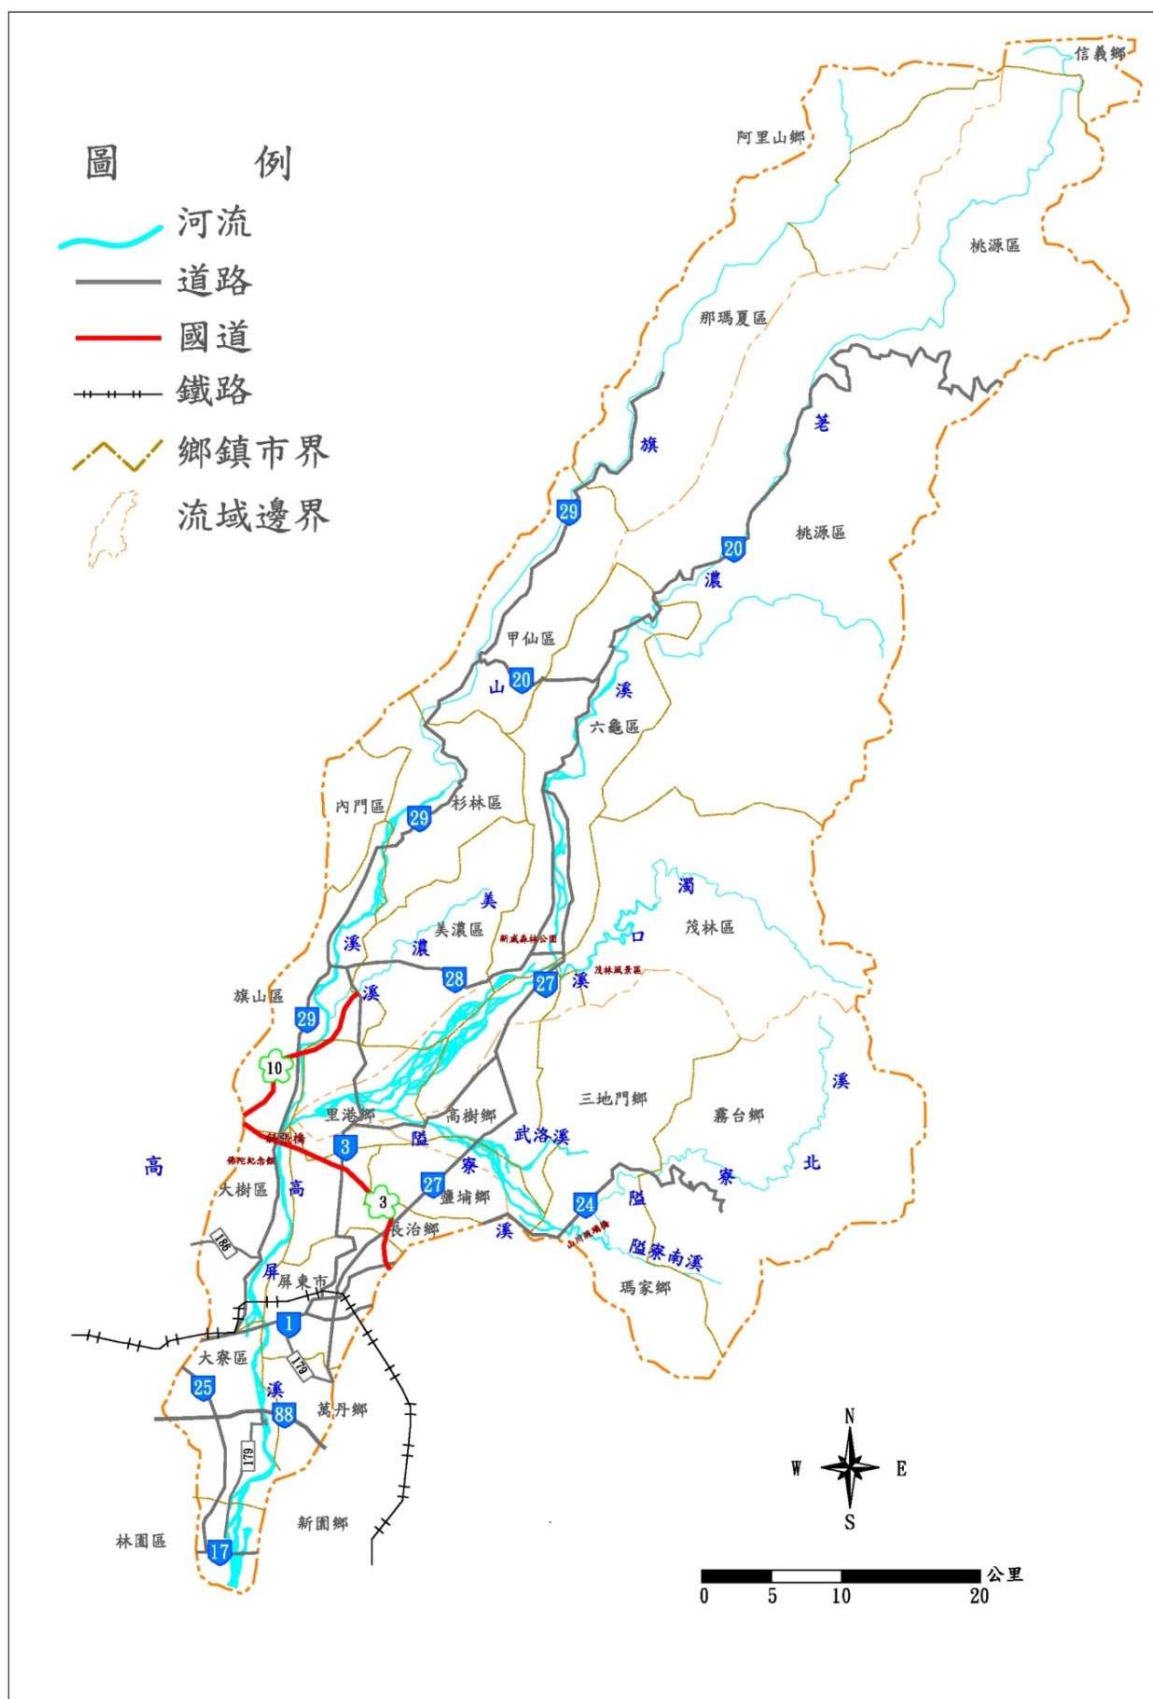 信義鄉
阿里山鄉
圖 例
河流
桃源區
道路
那瑪夏區
國道
鐵路
荖
旗
鄉鎮市界
流域邊界
29
桃源區
20
濃
甲仙區
山
20
溪
六龜區
內門區
杉林區
29
濁
美
美濃區
茂林區
新威森林公園
口
溪
濃
茂林風景區
28
27
溪
溪
旗山區
29
10
溪
三地門鄉
霧台鄉
里港鄉
高樹鄉
隘
武洛溪
3
高
寮
北
寮
佛陀紀念館
大樹區
高
27
鹽埔鄉
3
24
隘
長治鄉
溪
186
隘寮南溪
屏
屏東市
瑪家鄉
1
大寮區
179
25
溪
萬丹鄉
88
N
179
W E
S
新園鄉
林園區
17
公里
0 5 10 20